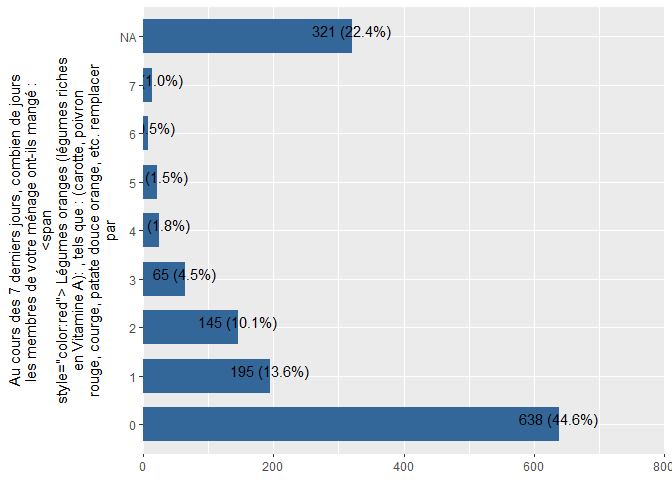 Au cours des 7 derniers jours, combien de jours
les membres de votre ménage ont-ils mangé :
<span
style="color:red"> Légumes oranges (légumes riches
en Vitamine A): , tels que : (carotte, poivron
rouge, courge, patate douce orange, etc. remplacer
par
NA 321 (22.4%)
7 (1.0%)
6 .5%)
5 (1.5%)
4 (1.8%)
3 65 (4.5%)
2 145 (10.1%)
1 195 (13.6%)
0 638 (44.6%)
0 200 400 600 800